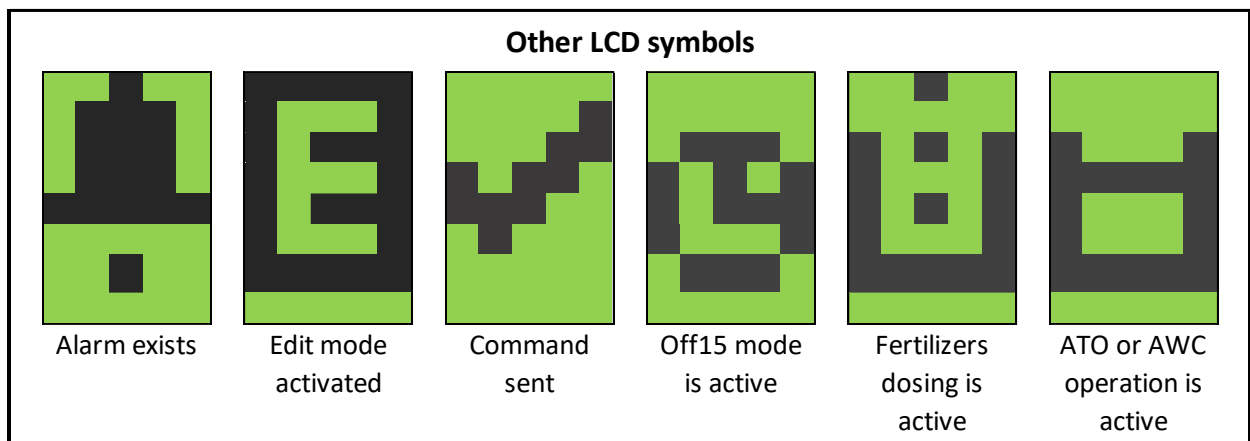 Other LCD symbols
Alarm exists
Edit mode
activated
Command
sent
Off15 mode
is active
Fertilizers
dosing is
active
ATO or AWC
operation is
active